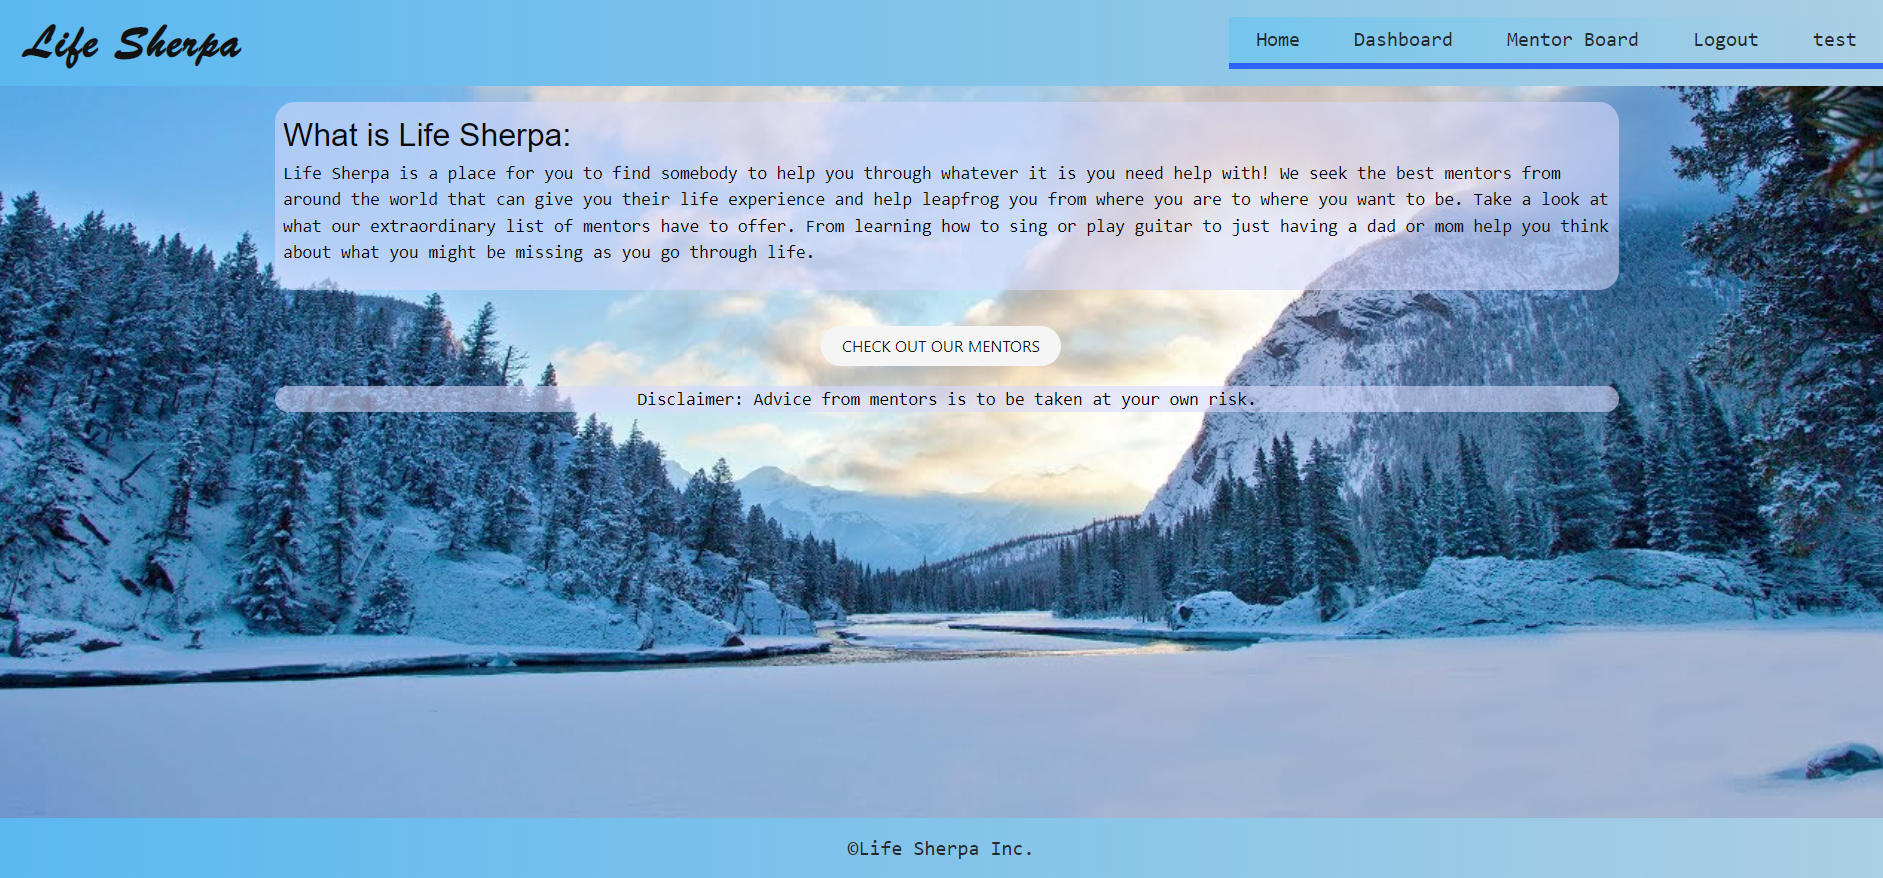 Life Sherpa
Home Dashboard Mentor Board Logout test
What is Life Sherpa:
Life Sherpa is a place for you to find somebody to help you through whatever it is you need help with! We seek the best mentors from
around the world that can give you their life experience and help leapfrog you from where you are to where you want to be. Take a look at
what our extraordinary list of mentors have to offer. From learning how to sing or play guitar to just having a dad or mom help you think
about what you might be missing as you go through life.
CHECK OUT OUR MENTORS
Disclaimer: Advice from mentors is to be taken at your own risk.
©Life Sherpa Inc.